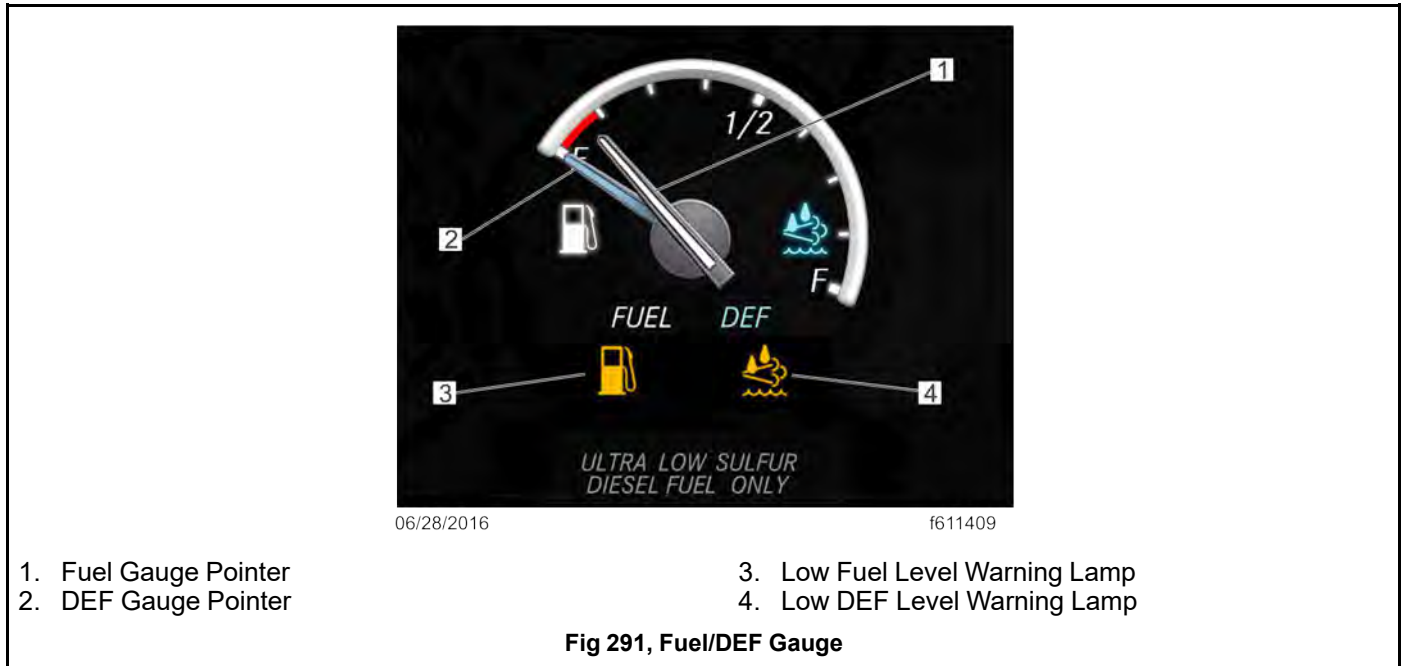 1
1/2
E
2
F
FUEL DEF
3
4
ULTRA LOW SULFUR
DIESEL FUEL ONLY
06/28/2016 f611409
1. Fuel Gauge Pointer
2. DEF Gauge Pointer
3. Low Fuel Level Warning Lamp
4. Low DEF Level Warning Lamp
Fig 291, Fuel/DEF Gauge